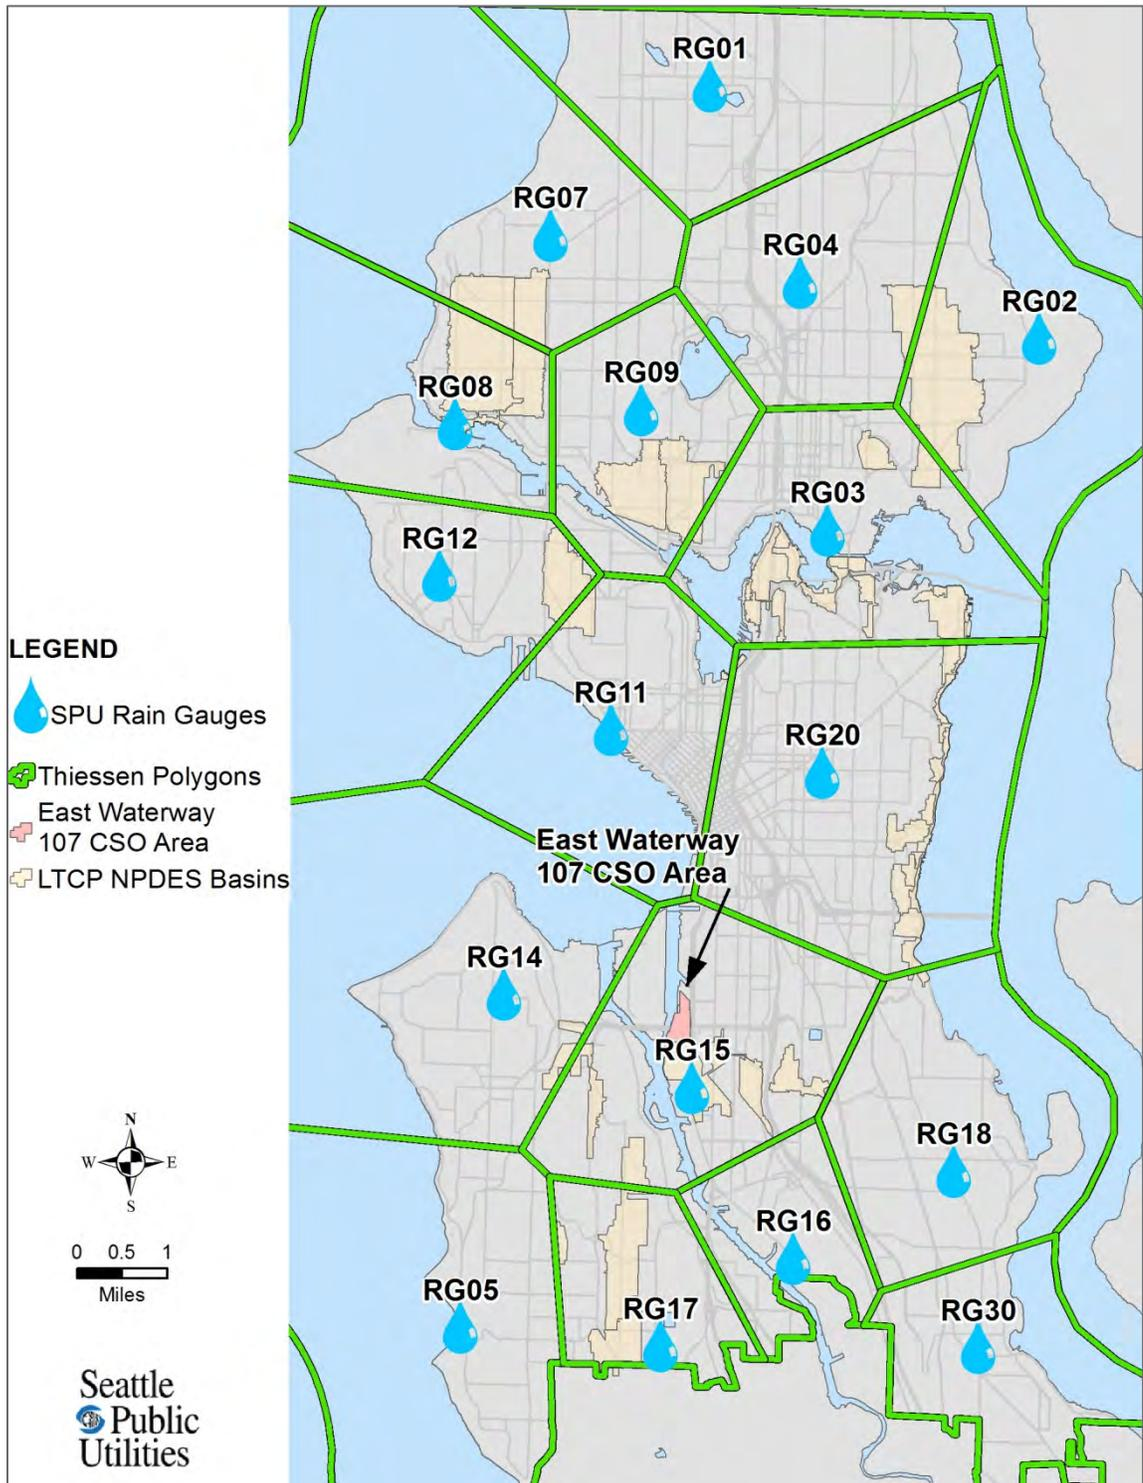 RG01
RG07
RG04
RG02
RG09
RG08
RG03
RG12
LEGEND
SPU Rain Gauges
Thiessen Polygons
East Waterway
107 CSO Area
LTCP NPDES Basins
RG11
RG20
East Waterway
107 CSO Area
RG14
RG15
RG18
RG16
RG05
RG17
RG30
N
W E
S
0 0.5 1
Miles
Seattle
Public
Utilities